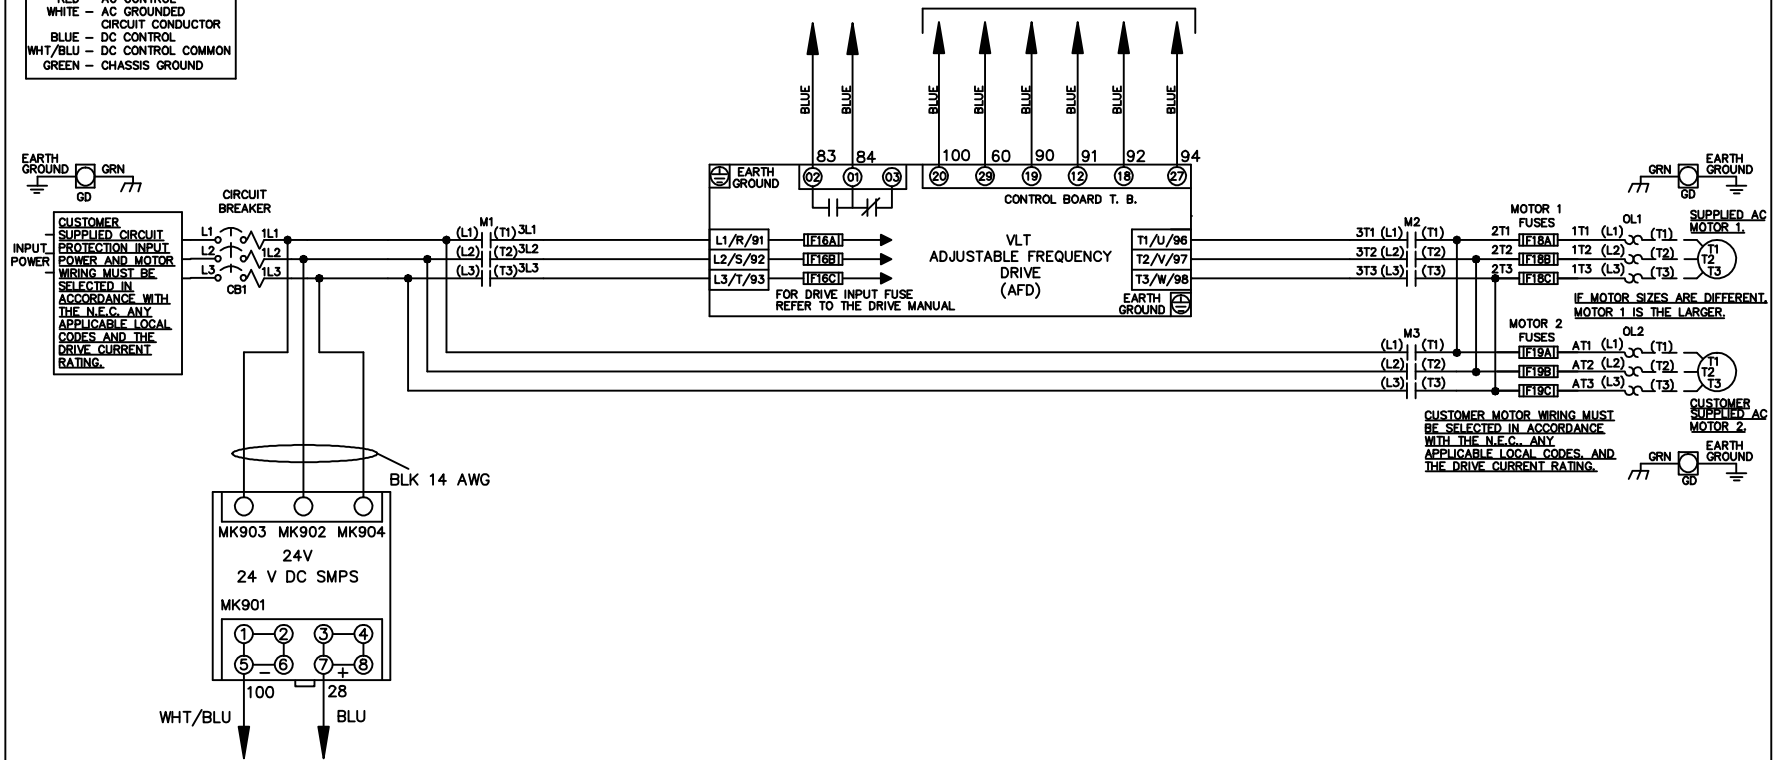 WHITE – AC GROUNDED
CIRCUIT CONDUCTOR
BLUE – DC CONTROL
WHT/BLU – DC CONTROL COMMON
GREEN – CHASSIS GROUND
BLUE
BLUE
BLUE
BLUE
BLUE
BLUE
BLUE
BLUE
83
84
100
60
90
91
92
94
EARTH
GROUND
GRN
GD
EARTH
GROUND
02
01
03
20
29
19
12
18
27
CONTROL BOARD T. B.
GRN
EARTH
GROUND
GD
CIRCUIT
BREAKER
CUSTOMER
SUPPLIED CIRCUIT
PROTECTION INPUT
POWER AND MOTOR
WIRING MUST BE
SELECTED IN
ACCORDANCE WITH
THE N.E.C. ANY
APPLICABLE LOCAL
CODES AND THE
DRIVE CURRENT
RATING.
INPUT
POWER
L1
1L1
L2
1L2
L3
1L3
CB1
M1
(L1)
(T1)
3L1
(L2)
(T2)
3L2
(L3)
(T3)
3L3
L1/R/91
L2/S/92
L3/T/93
F16A
F16B
F16C
FOR DRIVE INPUT FUSE
REFER TO THE DRIVE MANUAL
VLT
ADJUSTABLE FREQUENCY
DRIVE
(AFD)
T1/U/96
T2/V/97
T3/W/98
EARTH
GROUND
M2
3T1 (L1)
(T1)
3T2 (L2)
(T2)
3T3 (L3)
(T3)
MOTOR 1
FUSES
2T1
F18A
1T1 (L1)
2T2
F18B
1T2 (L2)
2T3
F18C
1T3 (L3)
OL1
(T1)
(T2)
(T3)
SUPPLIED AC
MOTOR 1.
T1
T2
T3
IF MOTOR SIZES ARE DIFFERENT,
MOTOR 1 IS THE LARGER.
M3
(L1)
(T1)
(L2)
(T2)
(L3)
(T3)
MOTOR 2
FUSES
F19A
AT1 (L1)
F19B
AT2 (L2)
F19C
AT3 (L3)
OL2
(T1)
(T2)
(T3)
T1
T2
T3
CUSTOMER
SUPPLIED AC
MOTOR 2.
CUSTOMER MOTOR WIRING MUST
BE SELECTED IN ACCORDANCE
WITH THE N.E.C., ANY
APPLICABLE LOCAL CODES, AND
THE DRIVE CURRENT RATING.
GRN
EARTH
GROUND
GD
BLK 14 AWG
MK903
MK902
MK904
24V
24 V DC SMPS
MK901
1
2
3
4
5
–
6
7
+
8
100
28
WHT/BLU
BLU